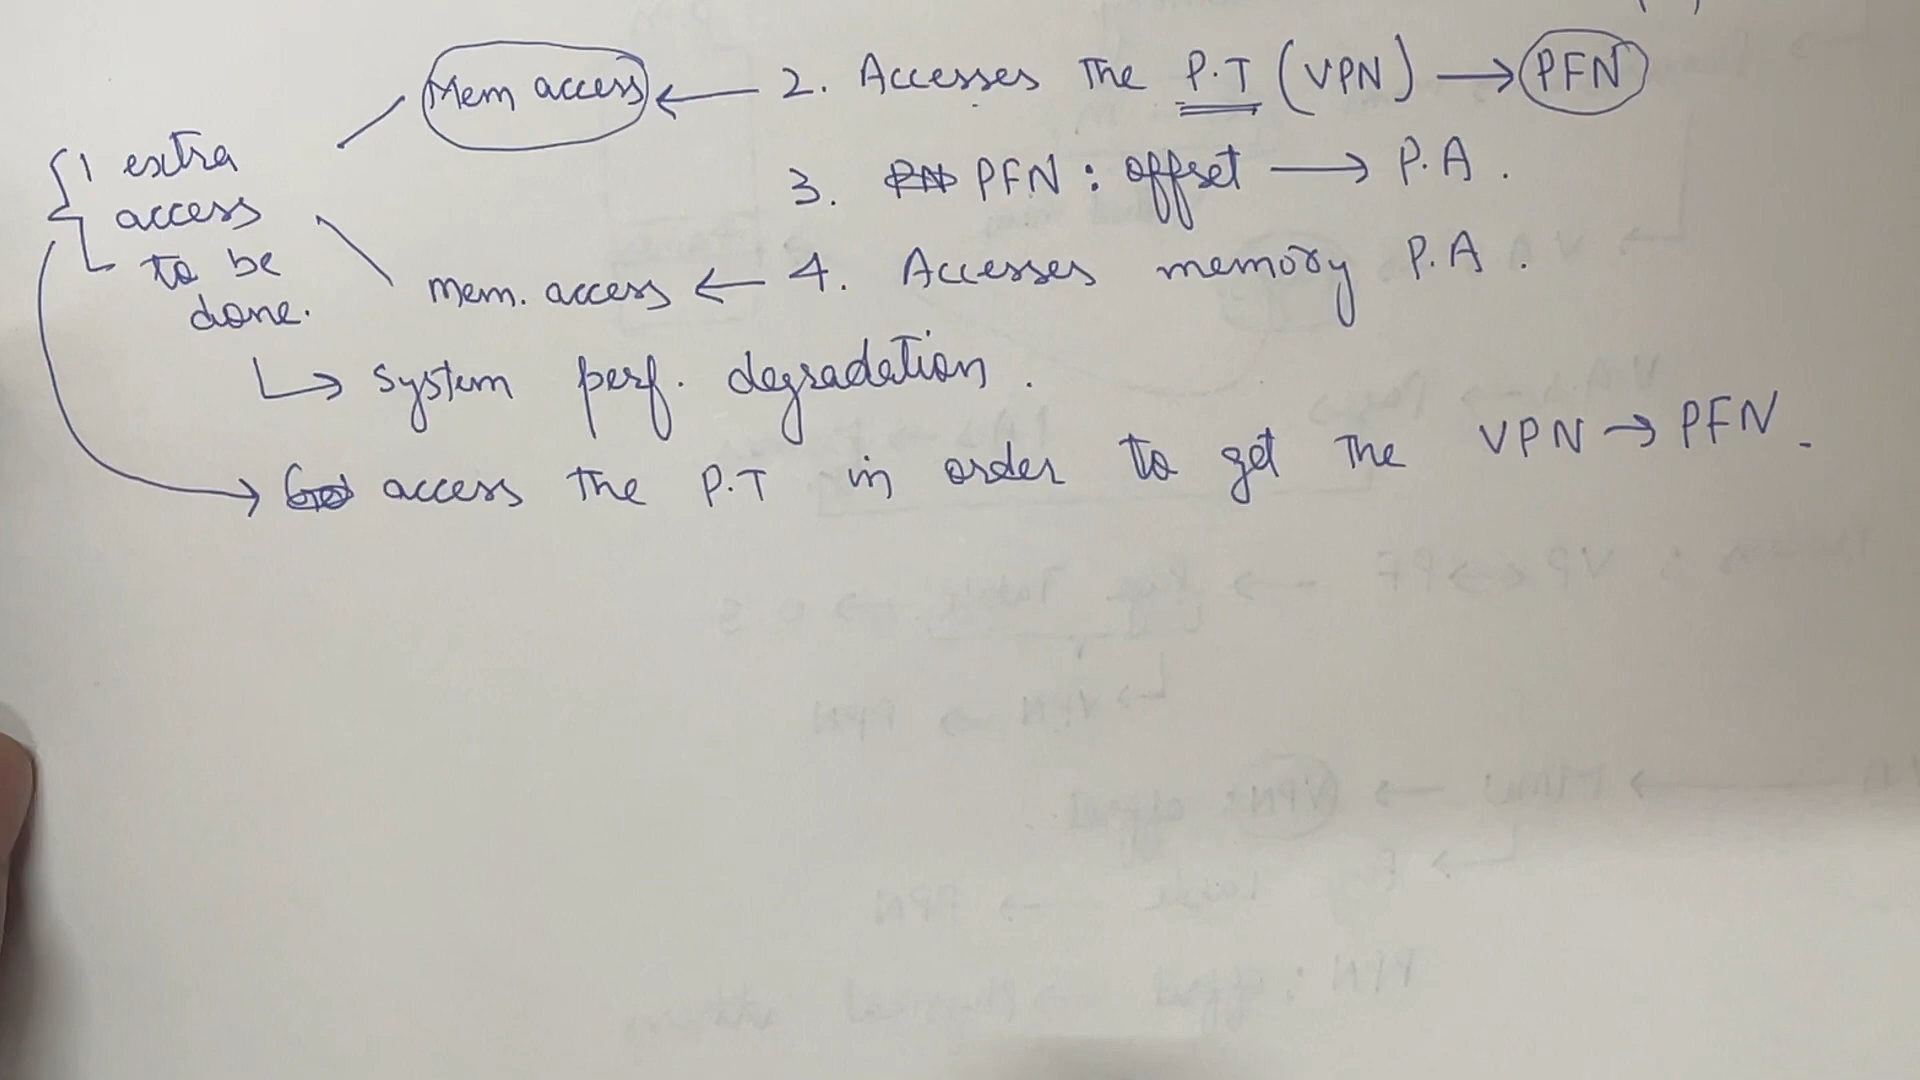 Mem access ← 2. Accesses the P.T (VPN) → PFN
3. PFN : offset → P.A.
Mem. access ← 4. Accesses memory P.A.
{ 1 extra
access
to be
done.
↳ System perf. degradation.
→ access the P.T in order to get the VPN → PFN.